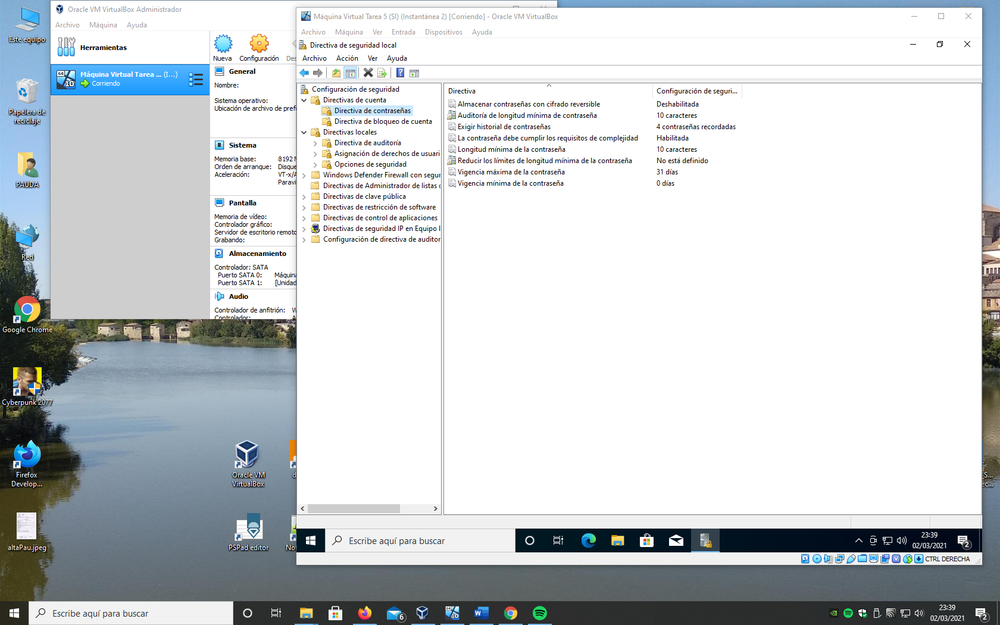 Este equipo
Papelera de
reciclaje
PAUDA
Red
Google Chrome
Cyberpunk 2077
Firefox
Develop...
altaPau.jpeg
Oracle VM
VirtualBox
PSPad editor
Oracle VM VirtualBox Administrador
Archivo Máquina Ayuda
Herramientas
Máquina Virtual Tarea ... (I...)
Corriendo
64
10
Nueva Configuración Des
General
Nombre:
Sistema operativo:
Ubicación de archivo de pref
Sistema
Memoria base: 8192 M
Orden de arranque: Disque
Aceleración: VT-x/A
Paravi
Pantalla
Memoria de vídeo:
Controlador gráfico:
Servidor de escritorio remoto
Grabando:
Almacenamiento
Controlador: SATA
Puerto SATA 0: Máquina
Puerto SATA 1: [Unidad
Audio
Controlador de anfitrión: W
Controlador: A
Máquina Virtual Tarea 5 (SI) (Instantánea 2) [Corriendo] - Oracle VM VirtualBox
Archivo Máquina Ver Entrada Dispositivos Ayuda
Directiva de seguridad local
Archivo Acción Ver Ayuda
Configuración de seguridad
Directivas de cuenta
Directiva de contraseñas
Directiva de bloqueo de cuenta
Directivas locales
Directiva de auditoría
Asignación de derechos de usuari
Opciones de seguridad
Windows Defender Firewall con segur
Directivas de Administrador de listas d
Directivas de clave pública
Directivas de restricción de software
Directivas de control de aplicaciones
Directivas de seguridad IP en Equipo l
Configuración de directiva de auditor
Directiva Configuración de seguri...
Almacenar contraseñas con cifrado reversible Deshabilitada
Auditoría de longitud mínima de contraseña 10 caracteres
Exigir historial de contraseñas 4 contraseñas recordadas
La contraseña debe cumplir los requisitos de complejidad Habilitada
Longitud mínima de la contraseña 10 caracteres
Reducir los límites de longitud mínima de la contraseña No está definido
Vigencia máxima de la contraseña 31 días
Vigencia mínima de la contraseña 0 días
Escribe aquí para buscar
23:39
02/03/2021
2
CTRL DERECHA
Escribe aquí para buscar
6
23:39
02/03/2021
2